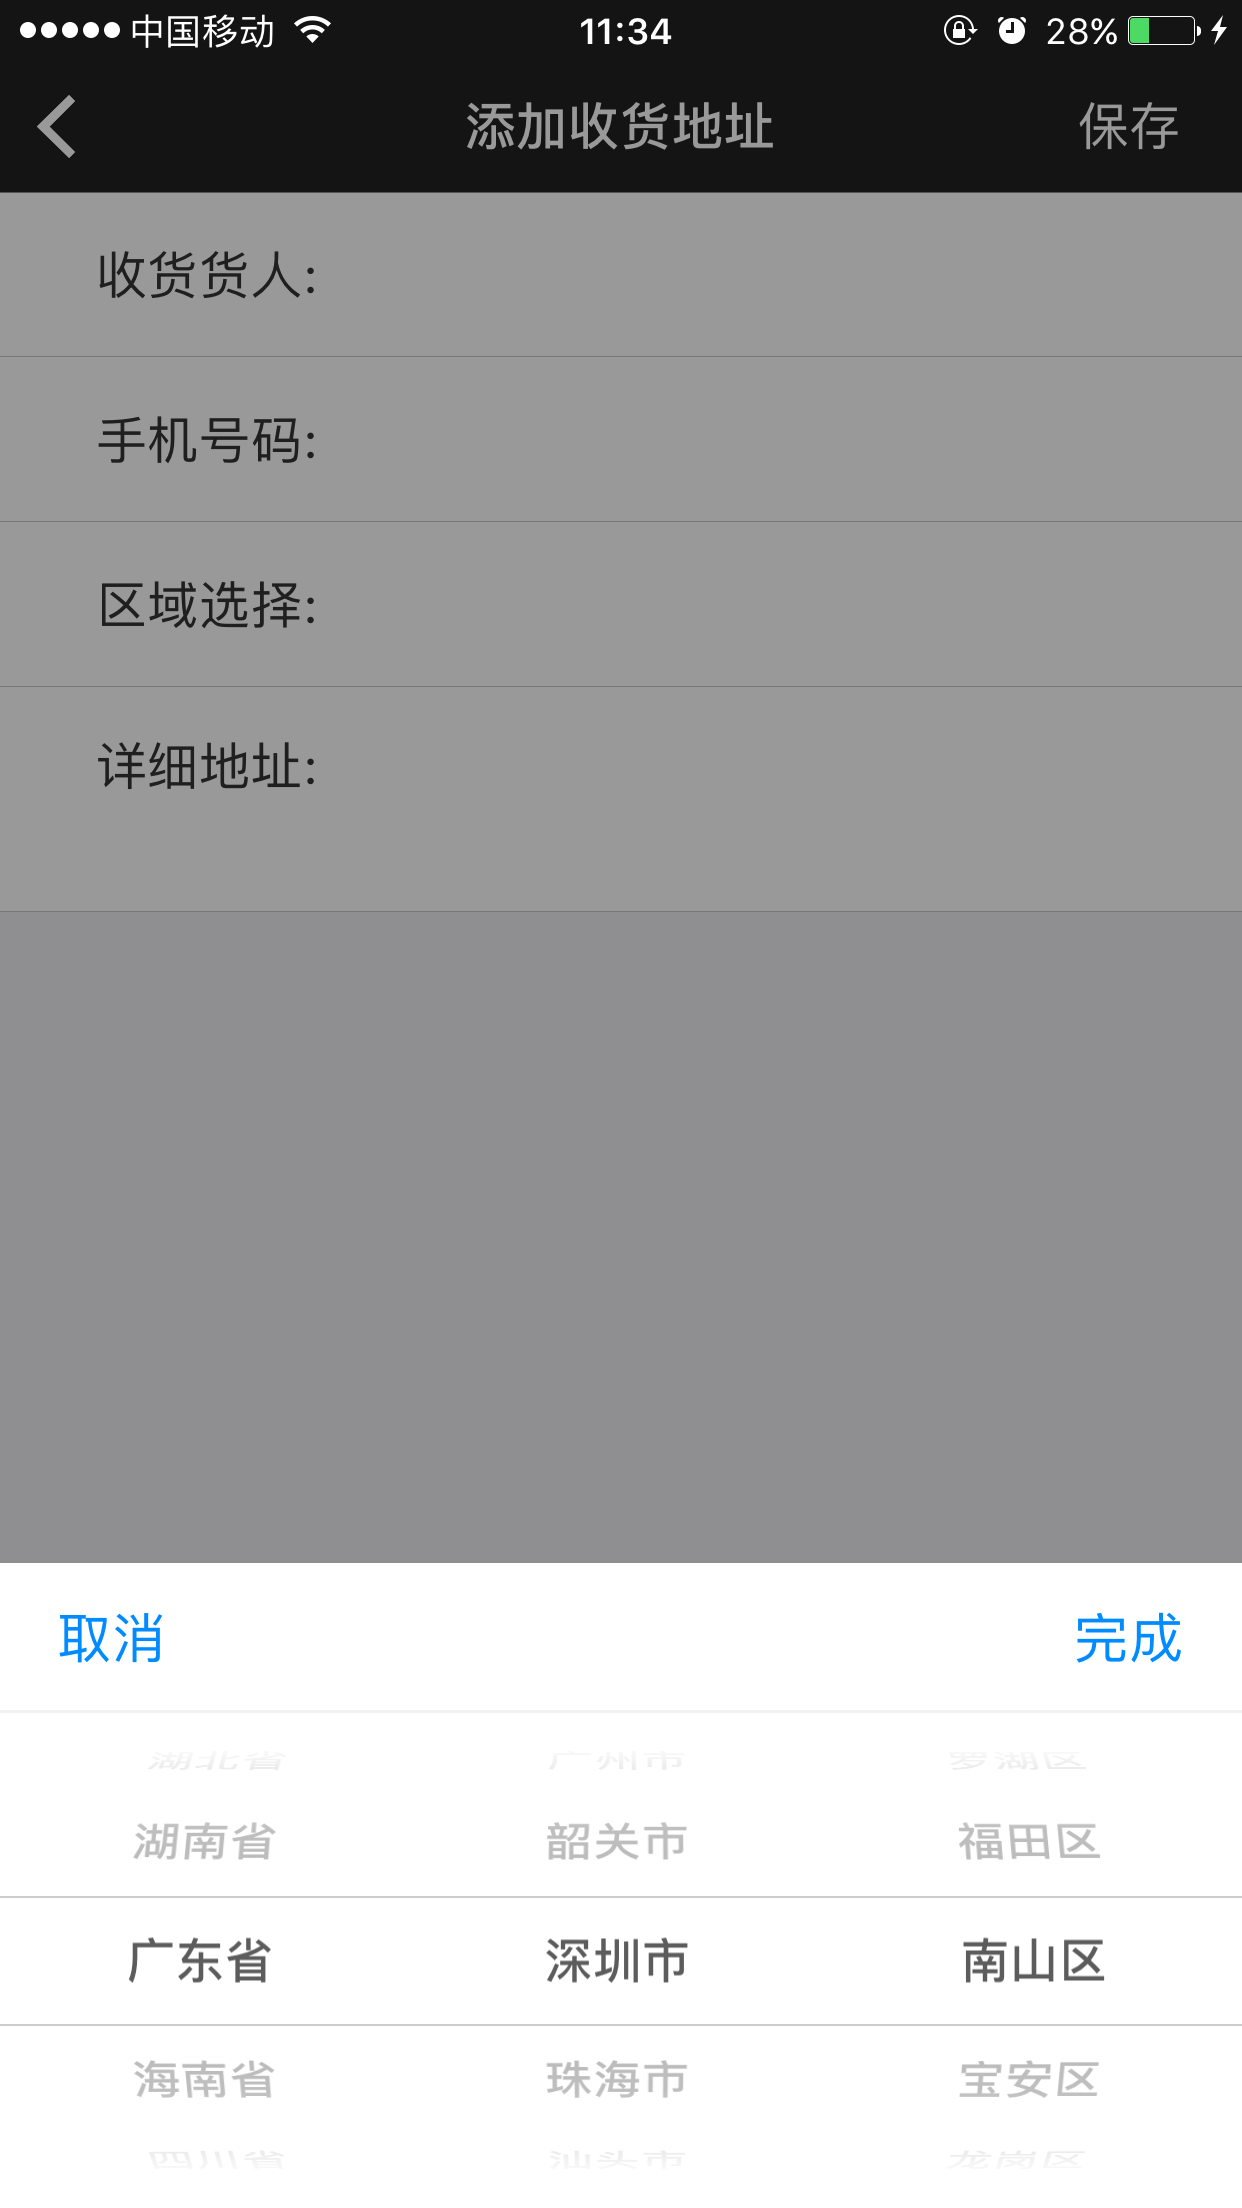 中国移动 11:34 28%
添加收货地址 保存
收货货人:
手机号码:
区域选择:
详细地址:
取消 完成
湖北省 广州市 罗湖区
湖南省 韶关市 福田区
广东省 深圳市 南山区
海南省 珠海市 宝安区
四川省 汕头市 龙岗区